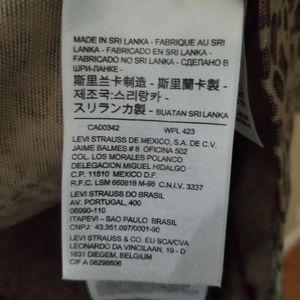 MADE IN SRI LANKA - FABRIQUE AU SRI
LANKA - FABRICADO EN SRI LANKA -
FABRICADO NO SRI LANKA - СДЕЛАНО В
ШРИ-ЛАНКЕ -
斯里兰卡制造 - 斯里蘭卡製 -
제조국:스리랑카 -
スリランカ製 - BUATAN SRI LANKA
CA00342 WPL 423
LEVI STRAUSS DE MEXICO, S.A. DE C.V.
JAIME BALMES # 8 OFICINA 502
COL. LOS MORALES POLANCO
DELEGACION MIGUEL HIDALGO
C.P. 11510 MEXICO D.F.
R.F.C. LSM 860818 M-98 C.N.I.V. 3337
LEVI STRAUSS DO BRASIL
AV. PORTUGAL, 400
06990-110
ITAPEVI - SAO PAULO BRASIL
CNPJ: 43.351.097/0001-90
LEVI STRAUSS & CO. EU SCA/CVA
LEONARDO DA VINCILAAN, 19 - D
1831 DIEGEM, BELGIUM
CIF A 08298606